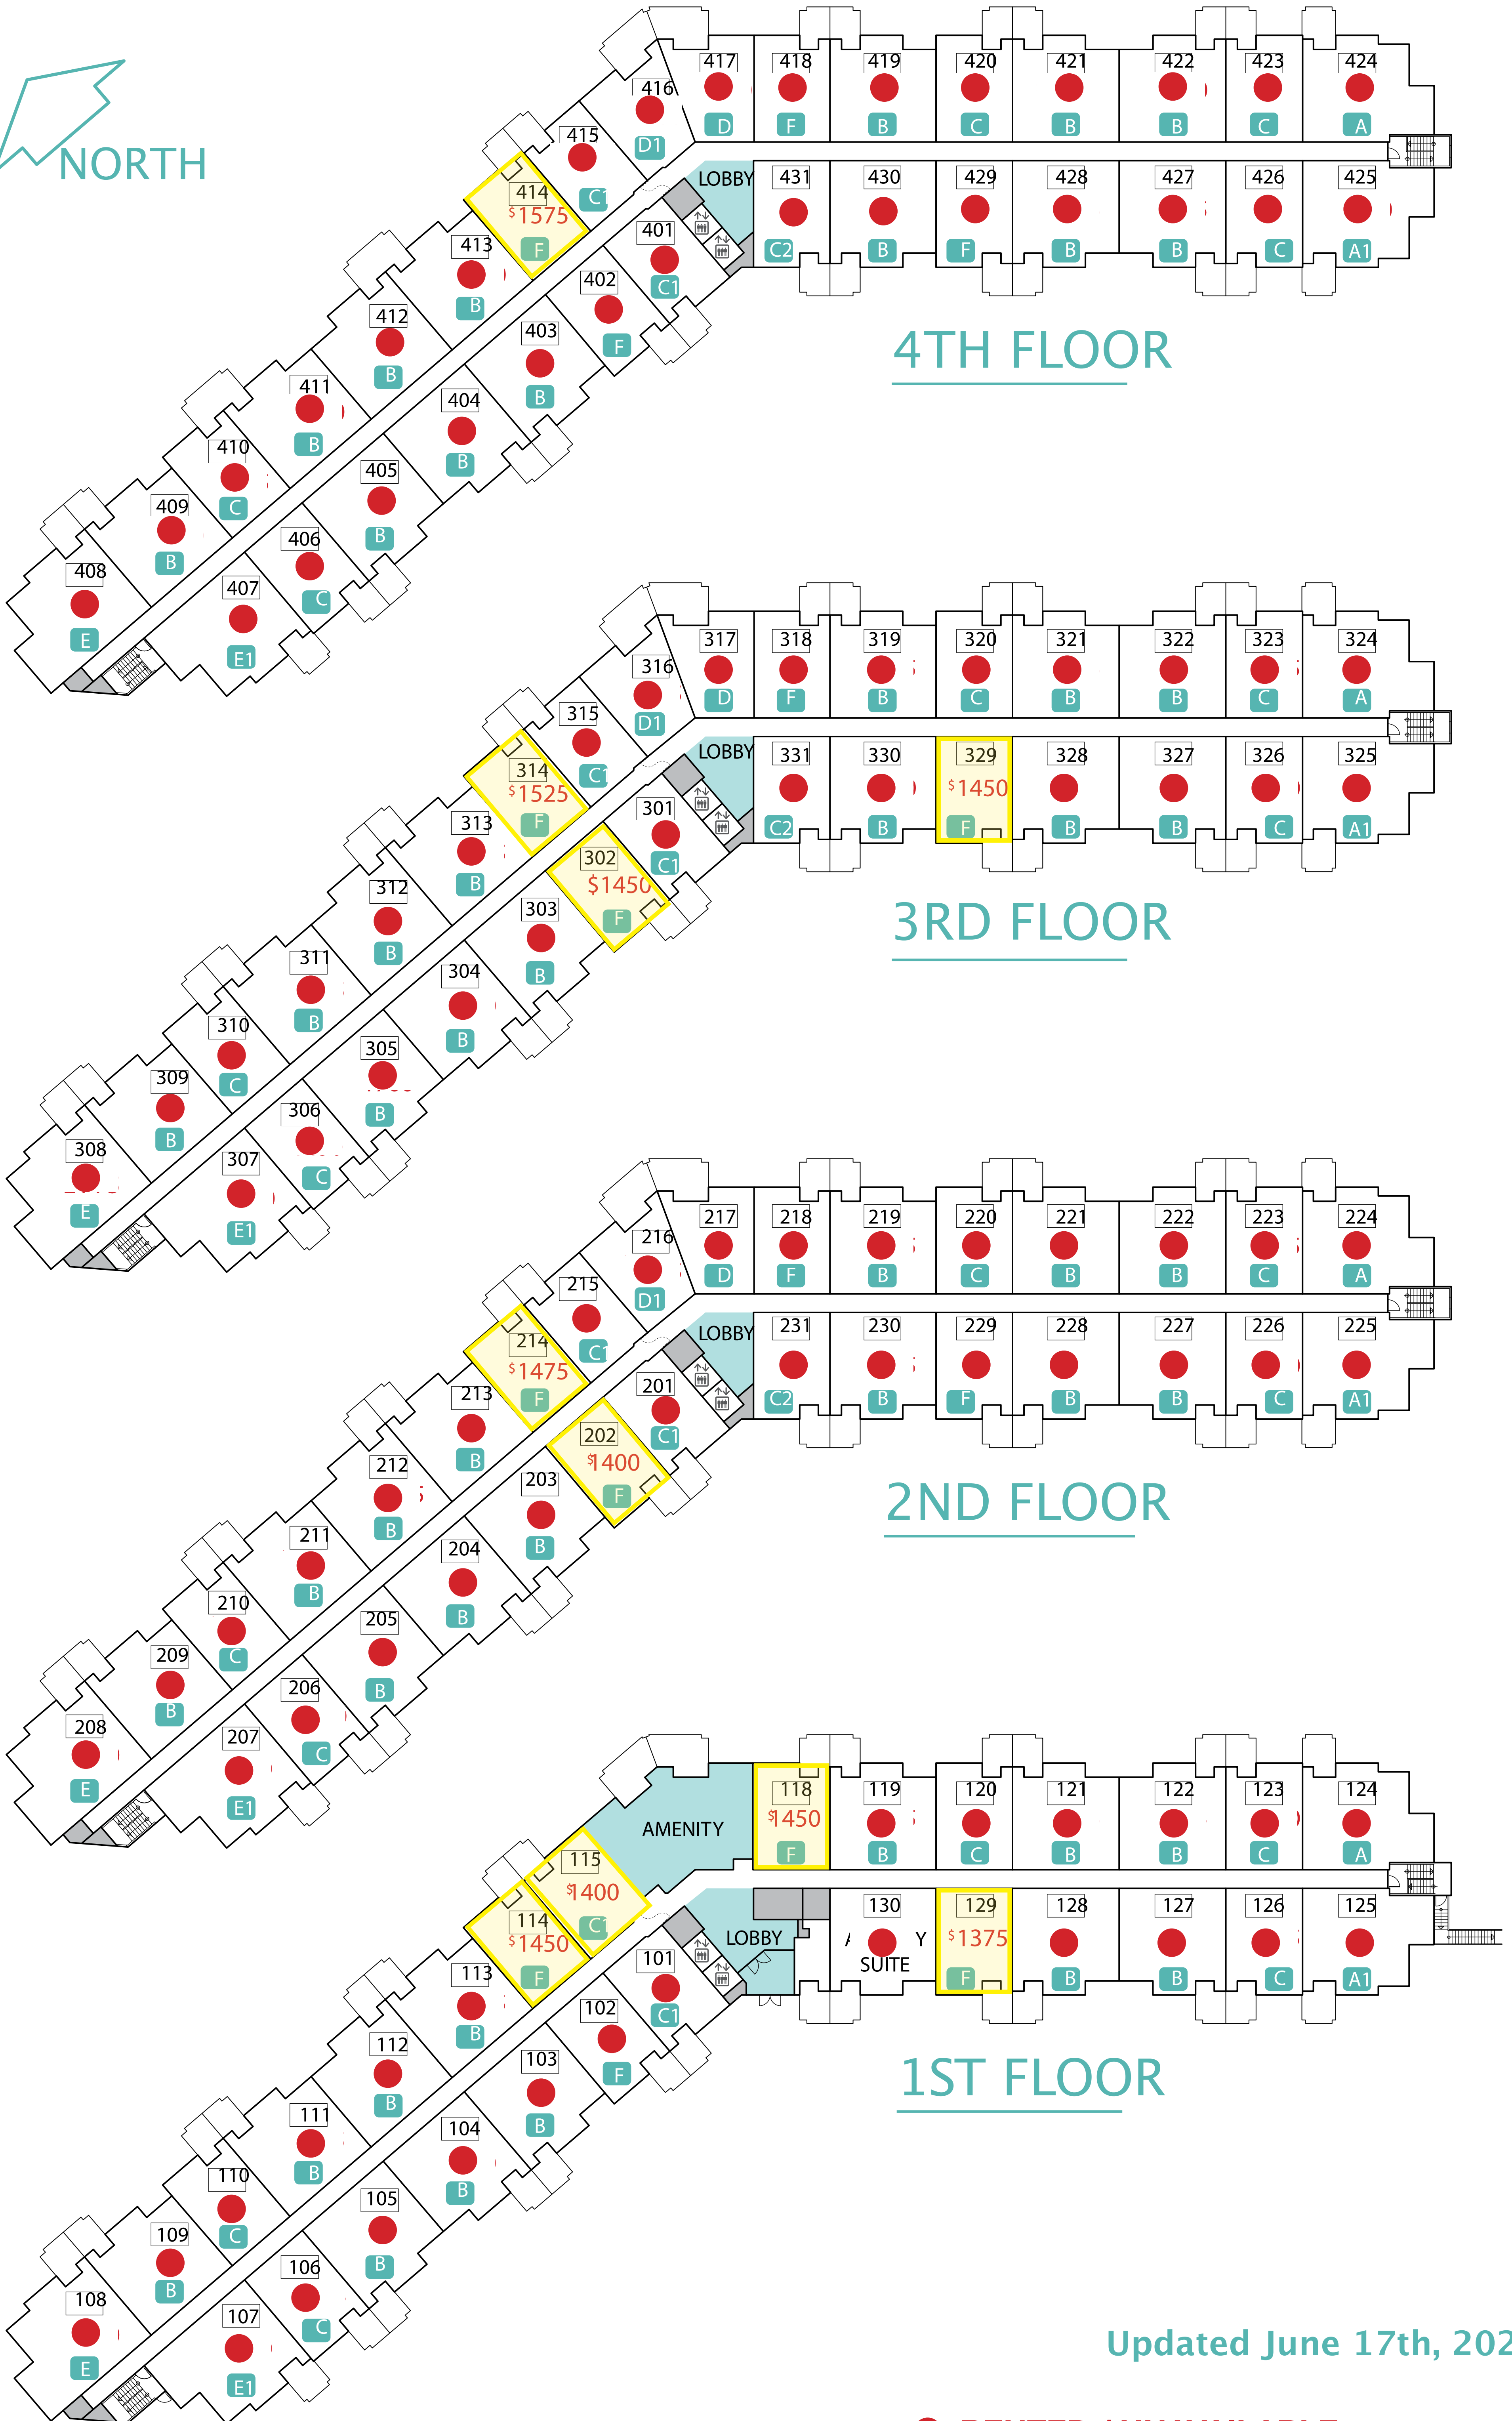 417 418 419 420 421 422 423 424
416
D F B C B B C A
415
D1
NORTH
LOBBY 431 430 429 428 427 426 425
414
$1575
401
F
413
C2 B F B B C A1
402
C1
B
412
403
F
4TH FLOOR
B
411
404
B
B
410
405
B
C
409
406
B
B
408
407
C
E
E1
317 318 319 320 321 322 323 324
316
D F B C B B C A
315
D1
LOBBY 331 330 329 328 327 326 325
314
$1525
$1450
301
F
313
C2 B F B B C A1
302
C1
$1450
B
312
303
F
3RD FLOOR
B
311
304
B
B
310
305
B
C
309
306
B
B
308
307
C
E
E1
217 218 219 220 221 222 223 224
216
D F B C B B C A
215
D1
LOBBY 231 230 229 228 227 226 225
214
$1475
201
F
213
C2 B F B B C A1
202
C1
$1400
B
212
203
F
2ND FLOOR
B
211
204
B
B
210
205
B
C
209
206
B
B
208
207
C
E
E1
118 119 120 121 122 123 124
$1450
AMENITY
F B C B B C A
115
$1400
130 129 128 127 126 125
114
$1450
LOBBY
$1375
SUITE
101
F
113
F B B C A1
102
C1
B
112
103
F
1ST FLOOR
B
111
104
B
B
110
105
B
C
109
106
B
B
108
107
C
E
E1
Updated June 17th, 202